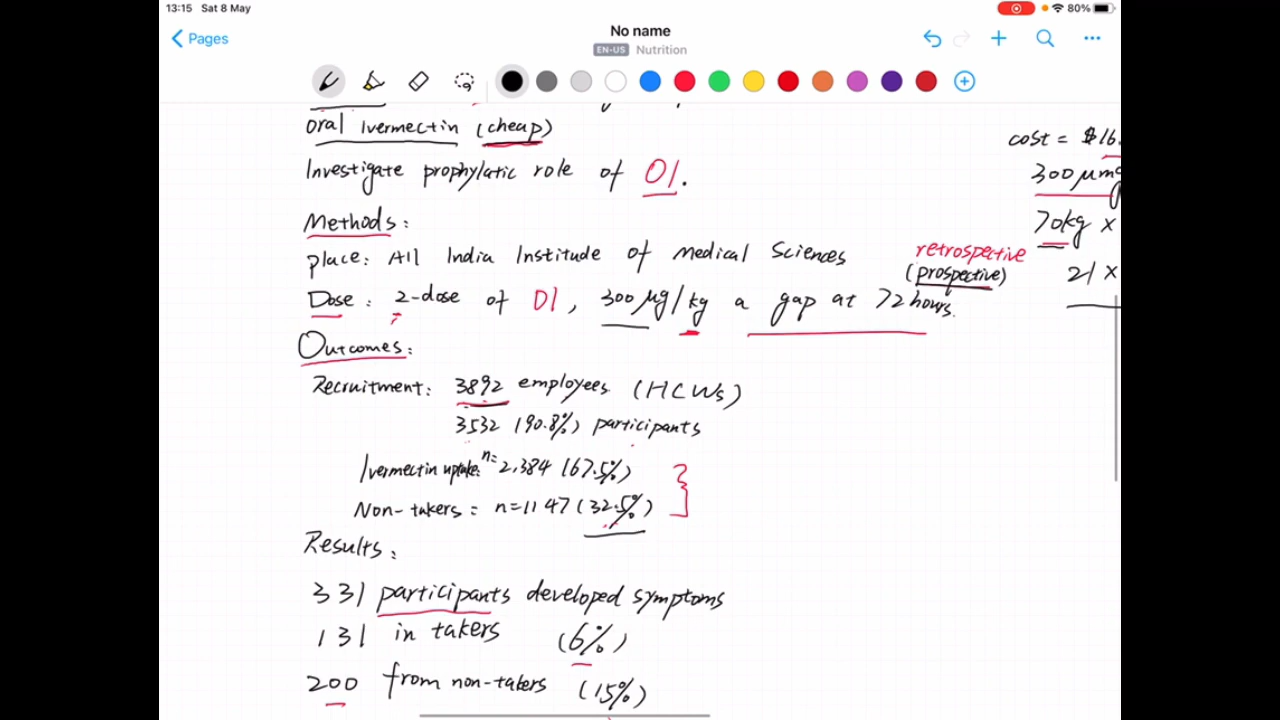 13:15 Sat 8 May
80%
Pages
No name
EN-US Nutrition
oral Ivermectin (cheap)
Investigate prophylatic role of OI.
Methods:
place: All India Institude of medical Sciences
retrospective
(prospective)
Dose: 2-dose of OI, 300 µg/kg a gap at 72 hours.
cost = $16.
300 µmg
70kg ×
21 ×
Outcomes:
Recruitment: 3892 employees (HCWs)
3532 (90.8%) participants
Ivermectin uptake: n= 2,384 (67.5%)
Non-takers: n=1147 (32.5%)
Results:
331 participants developed symptoms
131 in takers (6%)
200 from non-takers (15%)